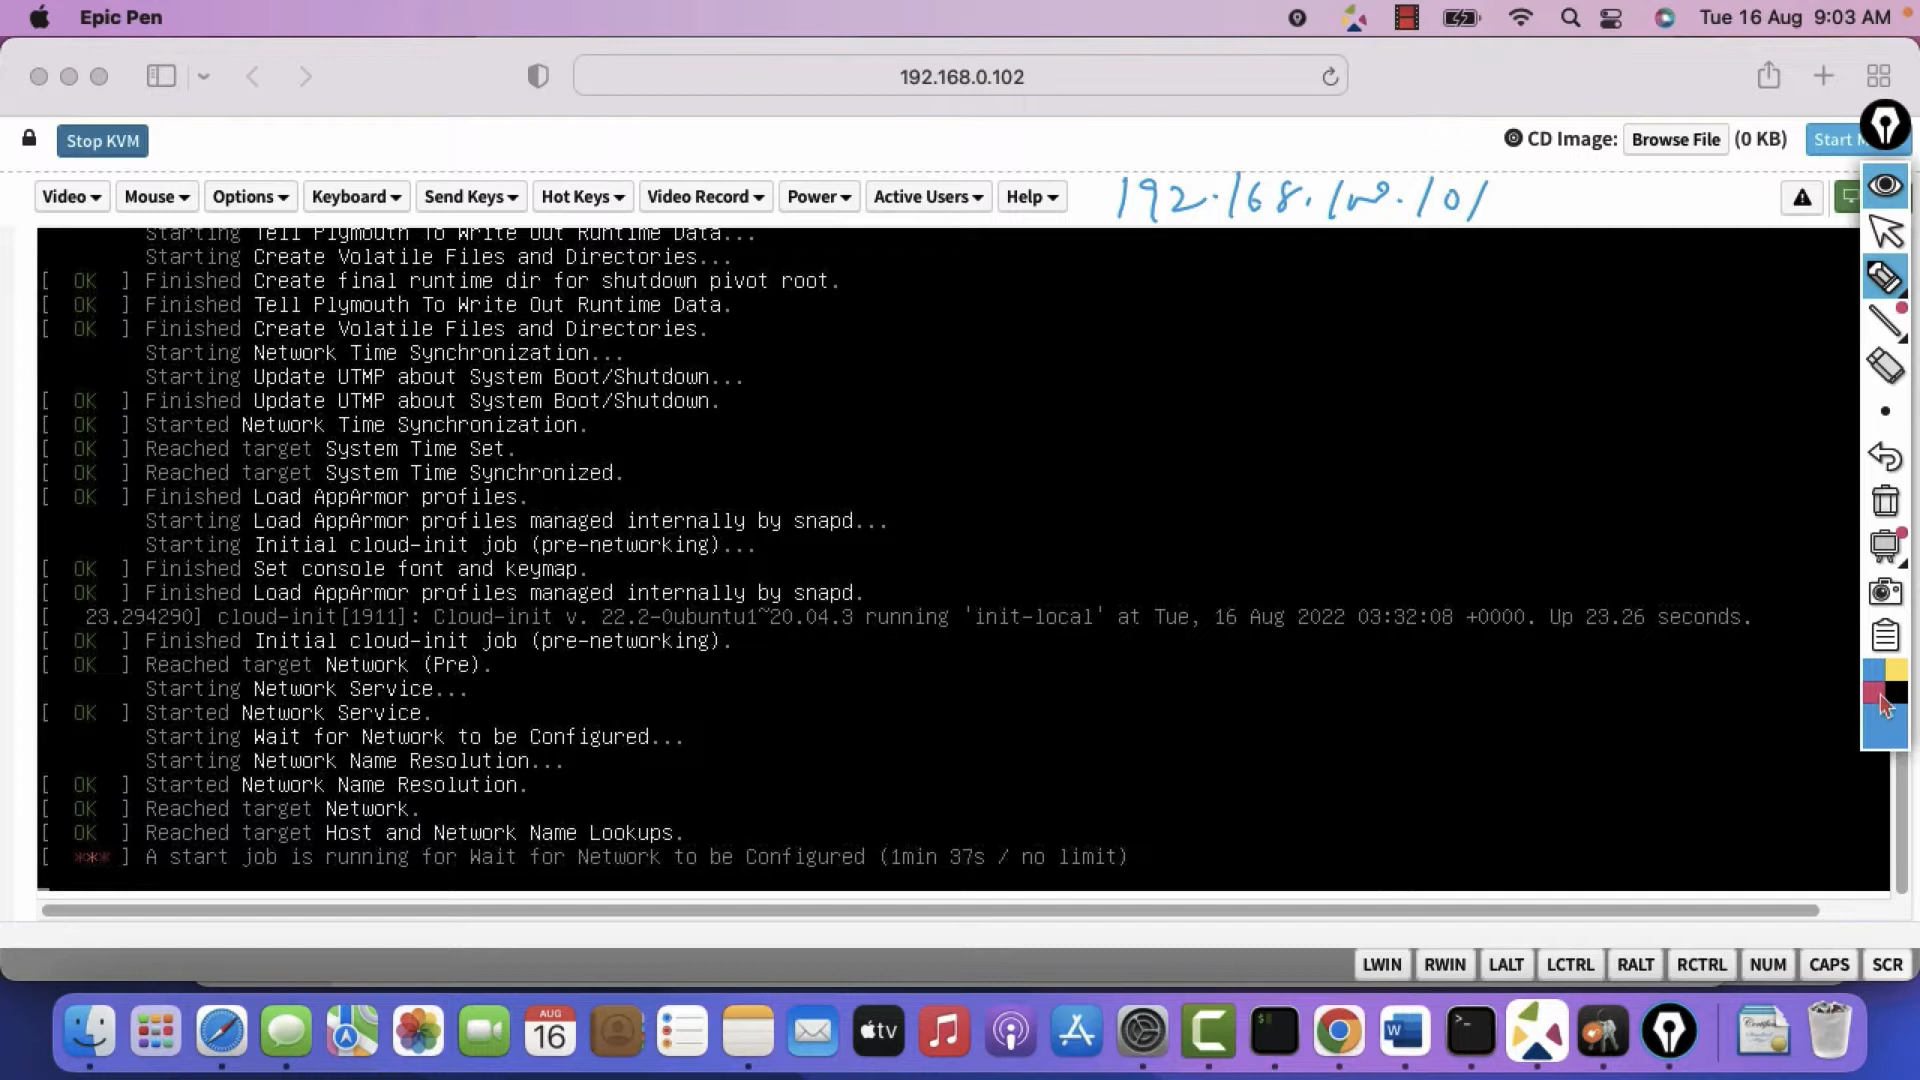 Epic Pen
Tue 16 Aug 9:03 AM
192.168.0.102
Stop KVM
CD Image: Browse File (0 KB) Start M
Video Mouse Options Keyboard Send Keys Hot Keys Video Record Power Active Users Help
192.168.100.101
Starting Tell Plymouth To Write Out Runtime Data...
Starting Create Volatile Files and Directories...
[ OK ] Finished Create final runtime dir for shutdown pivot root.
[ OK ] Finished Tell Plymouth To Write Out Runtime Data.
[ OK ] Finished Create Volatile Files and Directories.
Starting Network Time Synchronization...
Starting Update UTMP about System Boot/Shutdown...
[ OK ] Finished Update UTMP about System Boot/Shutdown.
[ OK ] Started Network Time Synchronization.
[ OK ] Reached target System Time Set.
[ OK ] Reached target System Time Synchronized.
[ OK ] Finished Load AppArmor profiles.
Starting Load AppArmor profiles managed internally by snapd...
Starting Initial cloud-init job (pre-networking)...
[ OK ] Finished Set console font and keymap.
[ OK ] Finished Load AppArmor profiles managed internally by snapd.
[ 23.294290] cloud-init[1911]: Cloud-init v. 22.2-0ubuntu1~20.04.3 running 'init-local' at Tue, 16 Aug 2022 03:32:08 +0000. Up 23.26 seconds.
[ OK ] Finished Initial cloud-init job (pre-networking).
[ OK ] Reached target Network (Pre).
Starting Network Service...
[ OK ] Started Network Service.
Starting Wait for Network to be Configured...
Starting Network Name Resolution...
[ OK ] Started Network Name Resolution.
[ OK ] Reached target Network.
[ OK ] Reached target Host and Network Name Lookups.
[ *** ] A start job is running for Wait for Network to be Configured (1min 37s / no limit)
LWIN RWIN LALT LCTRL RALT RCTRL NUM CAPS SCR
AUG
16
tv
W